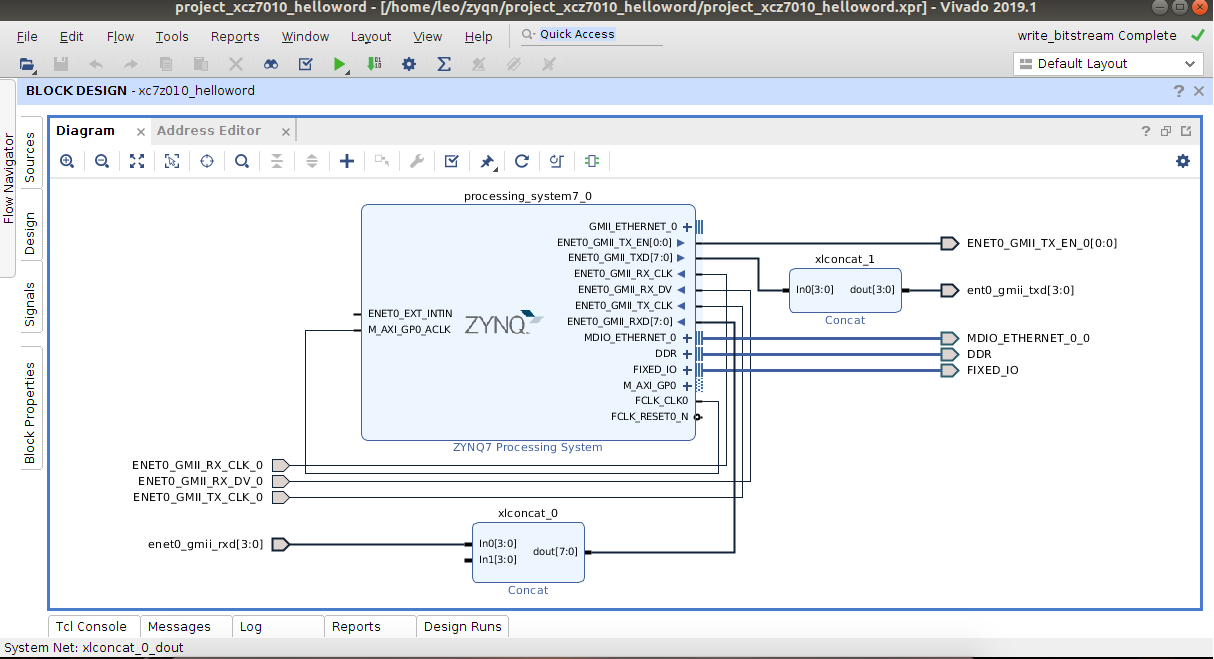 project_xcz7010_helloword - [/home/leo/zyqn/project_xcz7010_helloword/project_xcz7010_helloword.xpr] - Vivado 2019.1
File Edit Flow Tools Reports Window Layout View Help Quick Access write_bitstream Complete
Default Layout
BLOCK DESIGN - xc7z010_helloword
Flow Navigator
Sources
Design
Signals
Block Properties
Diagram Address Editor
processing_system7_0
GMII_ETHERNET_0
ENET0_GMII_TX_EN[0:0]
ENET0_GMII_TXD[7:0]
ENET0_GMII_RX_CLK
ENET0_GMII_RX_DV
ENET0_GMII_TX_CLK
ENET0_GMII_RXD[7:0]
MDIO_ETHERNET_0
DDR
FIXED_IO
M_AXI_GP0
FCLK_CLK0
FCLK_RESET0_N
ENET0_EXT_INTIN
M_AXI_GP0_ACLK
ZYNQ
ZYNQ7 Processing System
xlconcat_1
In0[3:0] dout[3:0]
Concat
ENET0_GMII_TX_EN_0[0:0]
ent0_gmii_txd[3:0]
MDIO_ETHERNET_0_0
DDR
FIXED_IO
ENET0_GMII_RX_CLK_0
ENET0_GMII_RX_DV_0
ENET0_GMII_TX_CLK_0
enet0_gmii_rxd[3:0]
xlconcat_0
In0[3:0]
In1[3:0]
dout[7:0]
Concat
Tcl Console Messages Log Reports Design Runs
System Net: xlconcat_0_dout